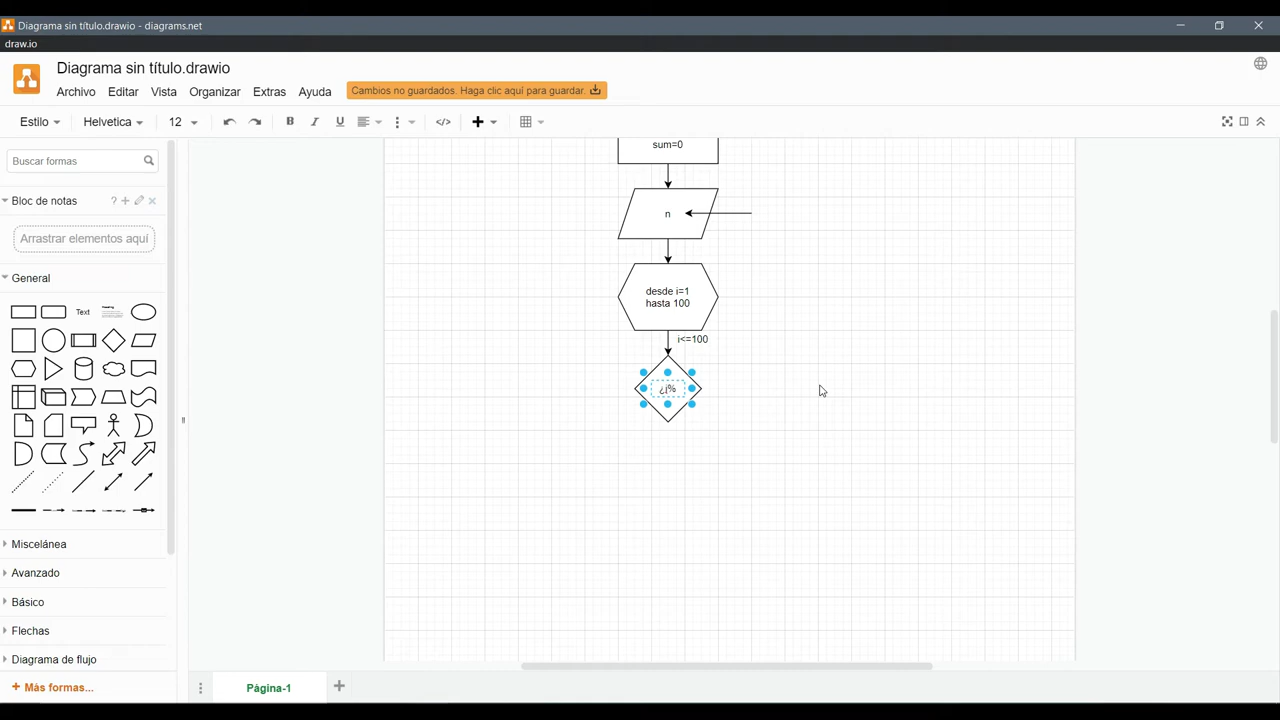 Diagrama sin título.drawio - diagrams.net
draw.io
Diagrama sin título.drawio
Archivo Editar Vista Organizar Extras Ayuda
Cambios no guardados. Haga clic aquí para guardar.
Estilo Helvetica 12 B I U </>
Buscar formas
Bloc de notas ?
Arrastrar elementos aquí
General
Text
Heading
Misceláneа
Avanzado
Básico
Flechas
Diagrama de flujo
+ Más formas...
sum=0
n
desde i=1
hasta 100
i<=100
¿i%
Página-1